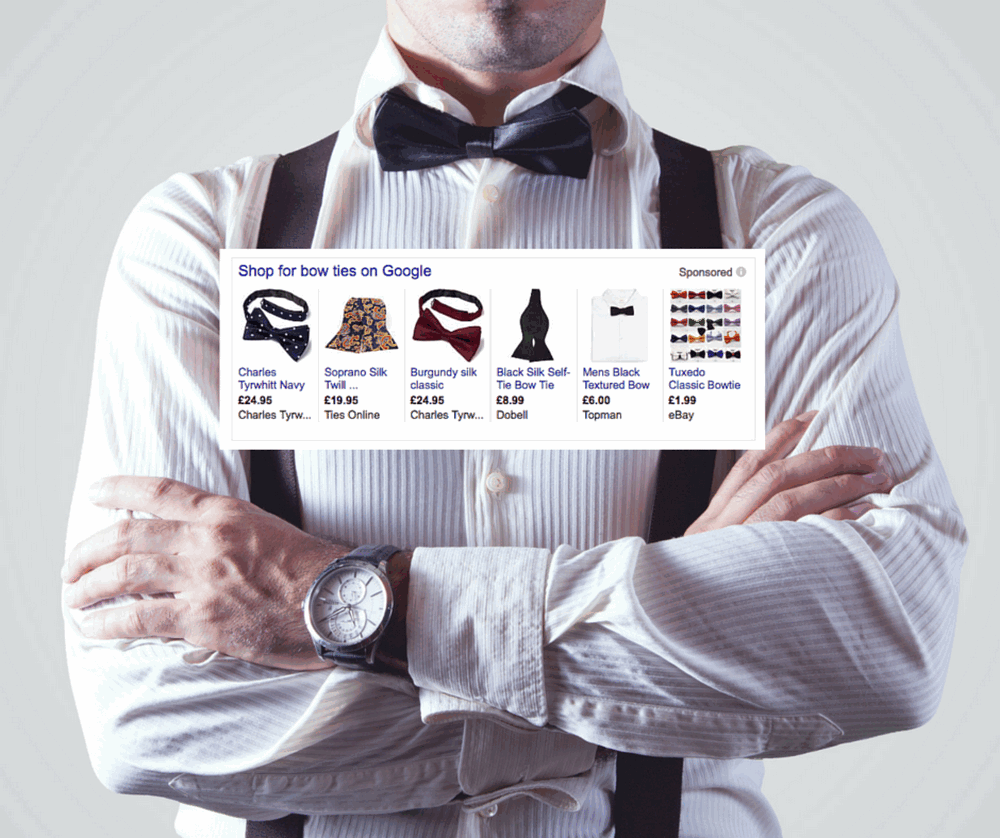 Shop for bow ties on Google
Sponsored
Charles
Tyrwhitt Navy
£24.95
Charles Tyrw...
Soprano Silk
Twill ...
£19.95
Ties Online
Burgundy silk
classic
£24.95
Charles Tyrw...
Black Silk Self-
Tie Bow Tie
£8.99
Dobell
Mens Black
Textured Bow
£6.00
Topman
Tuxedo
Classic Bowtie
£1.99
eBay